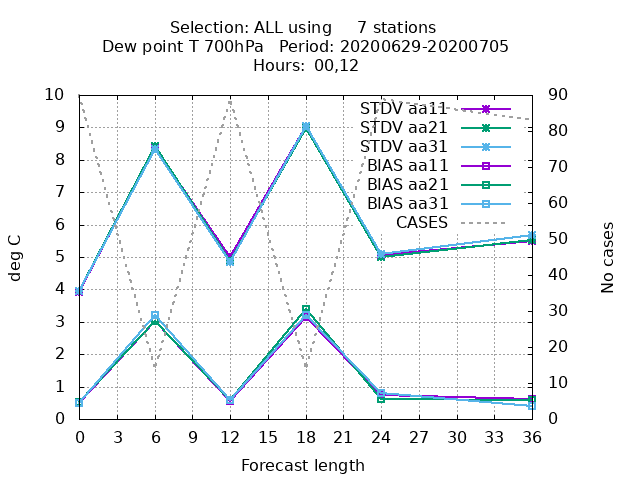 Selection: ALL using     7 stations
Dew point T 700hPa   Period: 20200629-20200705
Hours:  00,12
10
9
8
7
6
5
4
3
2
1
0
deg C
90
80
70
60
50
40
30
20
10
0
No cases
STDV aa11
STDV aa21
STDV aa31
BIAS aa11
BIAS aa21
BIAS aa31
CASES
0 3 6 9 12 15 18 21 24 27 30 33 36
Forecast length